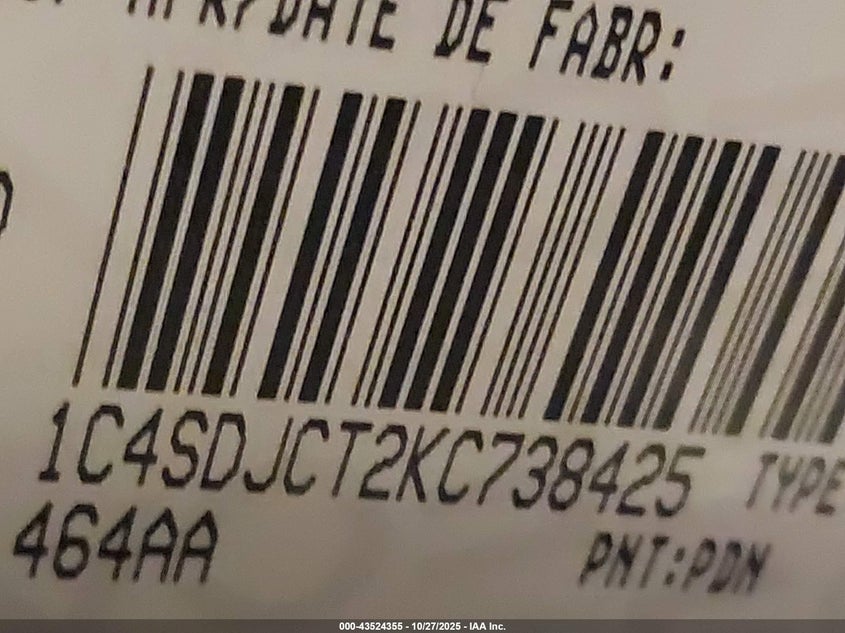 DATE DE FABR:
1C4SDJCT2KC738425 TYPE
464AA PNT:PDN
000-43524355 - 10/27/2025 - IAA Inc.